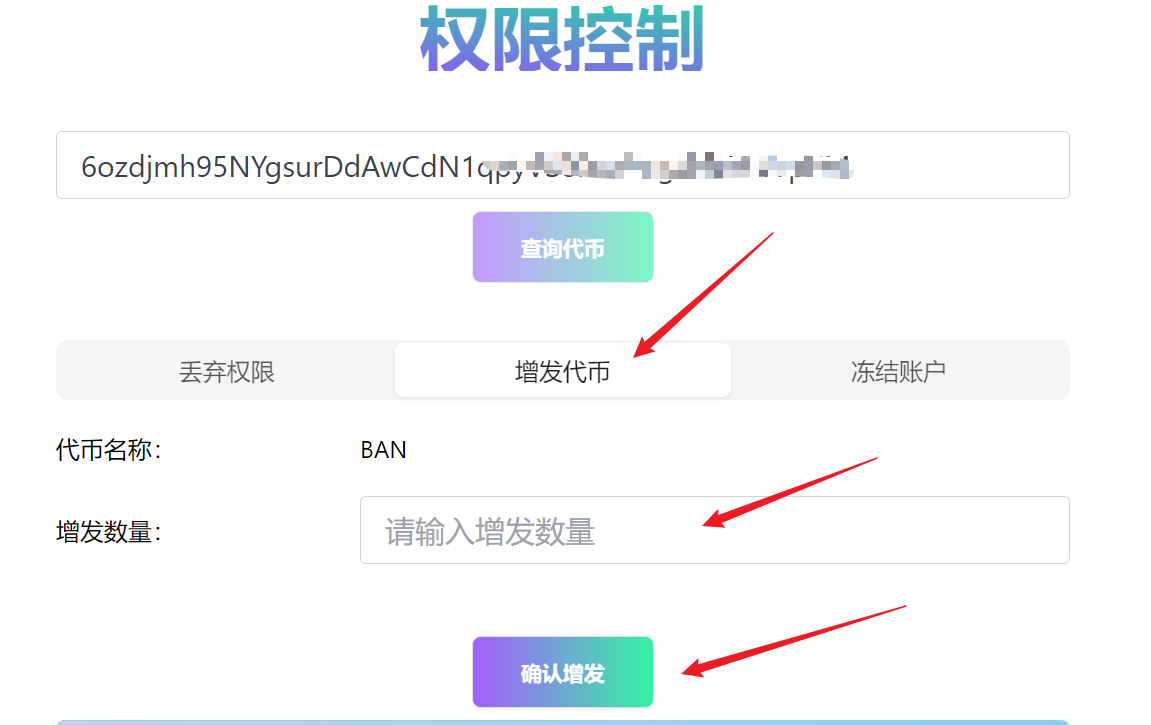 权限控制
6ozdjmh95NYgsurDdAwCdN1qpy
查询代币
丢弃权限 增发代币 冻结账户
代币名称： BAN
增发数量： 请输入增发数量
确认增发